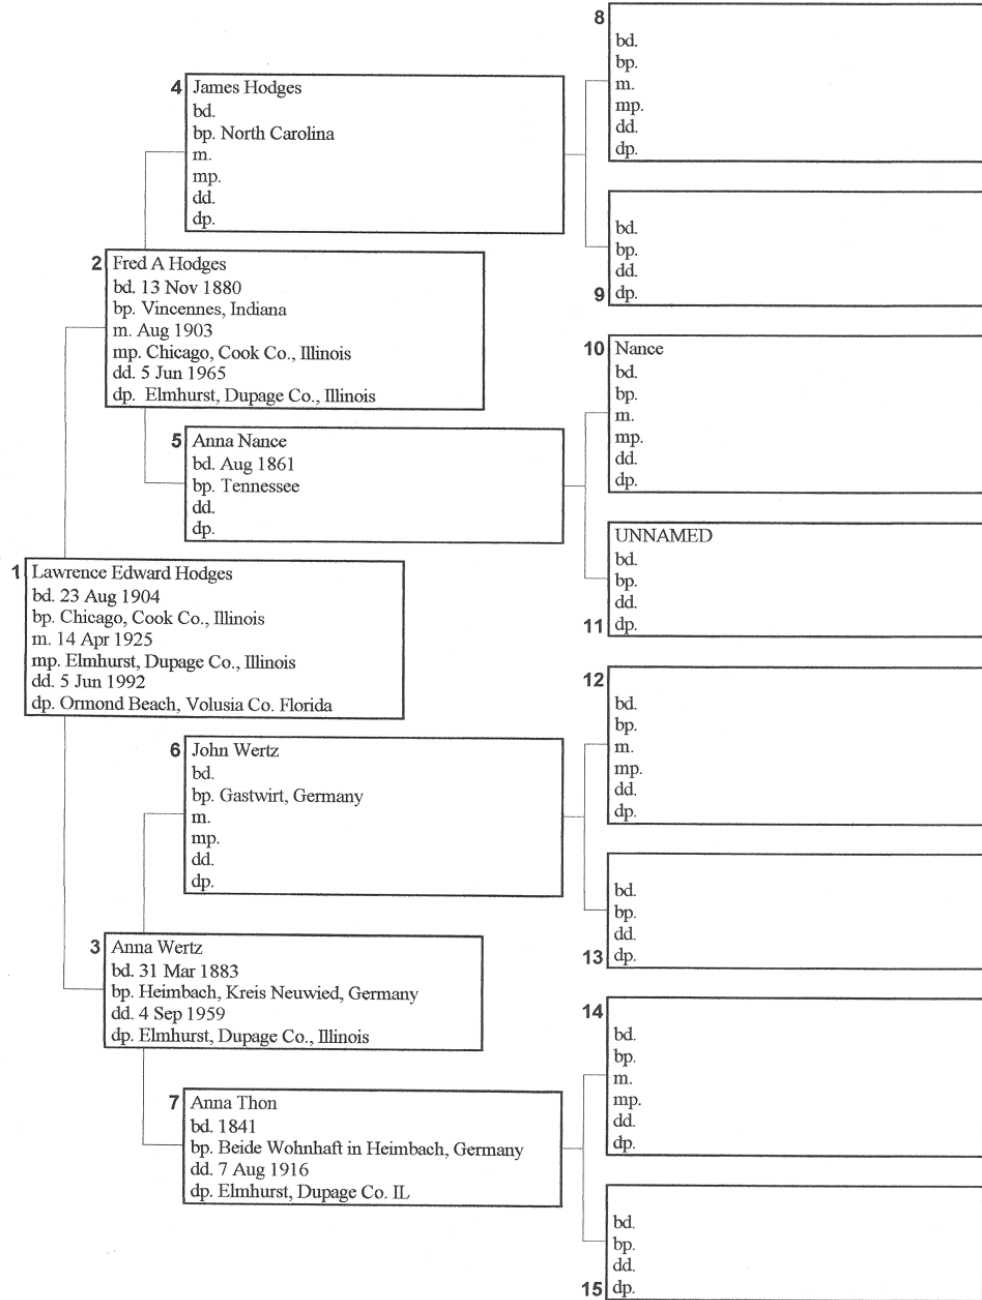 8
bd.
bp.
m.
mp.
dd.
dp.
4 James Hodges
bd.
bp. North Carolina
m.
mp.
dd.
dp.
bd.
bp.
dd.
9 dp.
2 Fred A Hodges
bd. 13 Nov 1880
bp. Vincennes, Indiana
m. Aug 1903
mp. Chicago, Cook Co., Illinois
dd. 5 Jun 1965
dp. Elmhurst, Dupage Co., Illinois
10 Nance
bd.
bp.
m.
mp.
dd.
dp.
5 Anna Nance
bd. Aug 1861
bp. Tennessee
dd.
dp.
UNNAMED
bd.
bp.
dd.
11 dp.
1 Lawrence Edward Hodges
bd. 23 Aug 1904
bp. Chicago, Cook Co., Illinois
m. 14 Apr 1925
mp. Elmhurst, Dupage Co., Illinois
dd. 5 Jun 1992
dp. Ormond Beach, Volusia Co. Florida
12
bd.
bp.
m.
mp.
dd.
dp.
6 John Wertz
bd.
bp. Gastwirt, Germany
m.
mp.
dd.
dp.
bd.
bp.
dd.
13 dp.
3 Anna Wertz
bd. 31 Mar 1883
bp. Heimbach, Kreis Neuwied, Germany
dd. 4 Sep 1959
dp. Elmhurst, Dupage Co., Illinois
14
bd.
bp.
m.
mp.
dd.
dp.
7 Anna Thon
bd. 1841
bp. Beide Wohnhaft in Heimbach, Germany
dd. 7 Aug 1916
dp. Elmhurst, Dupage Co. IL
bd.
bp.
dd.
15 dp.